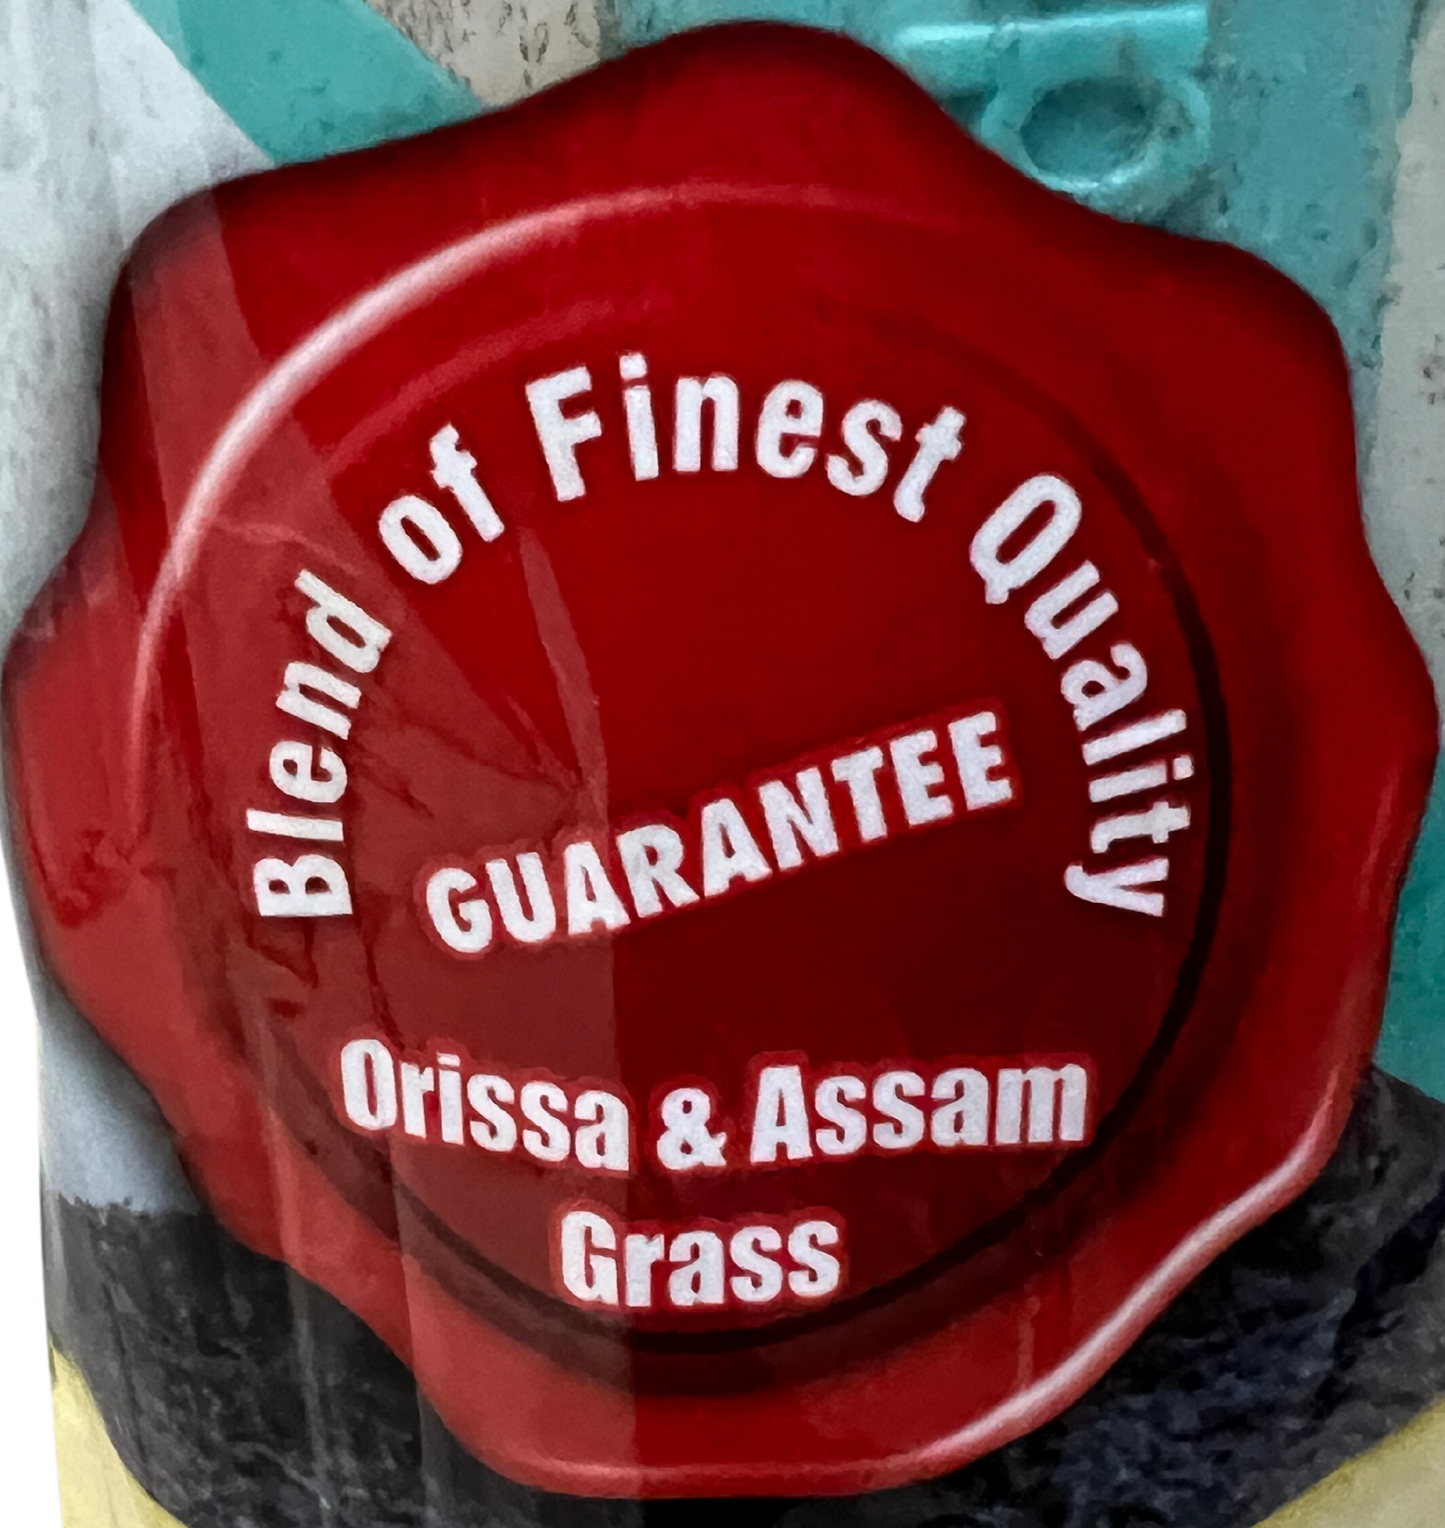 Blend of Finest Quality
GUARANTEE
Orissa & Assam
Grass